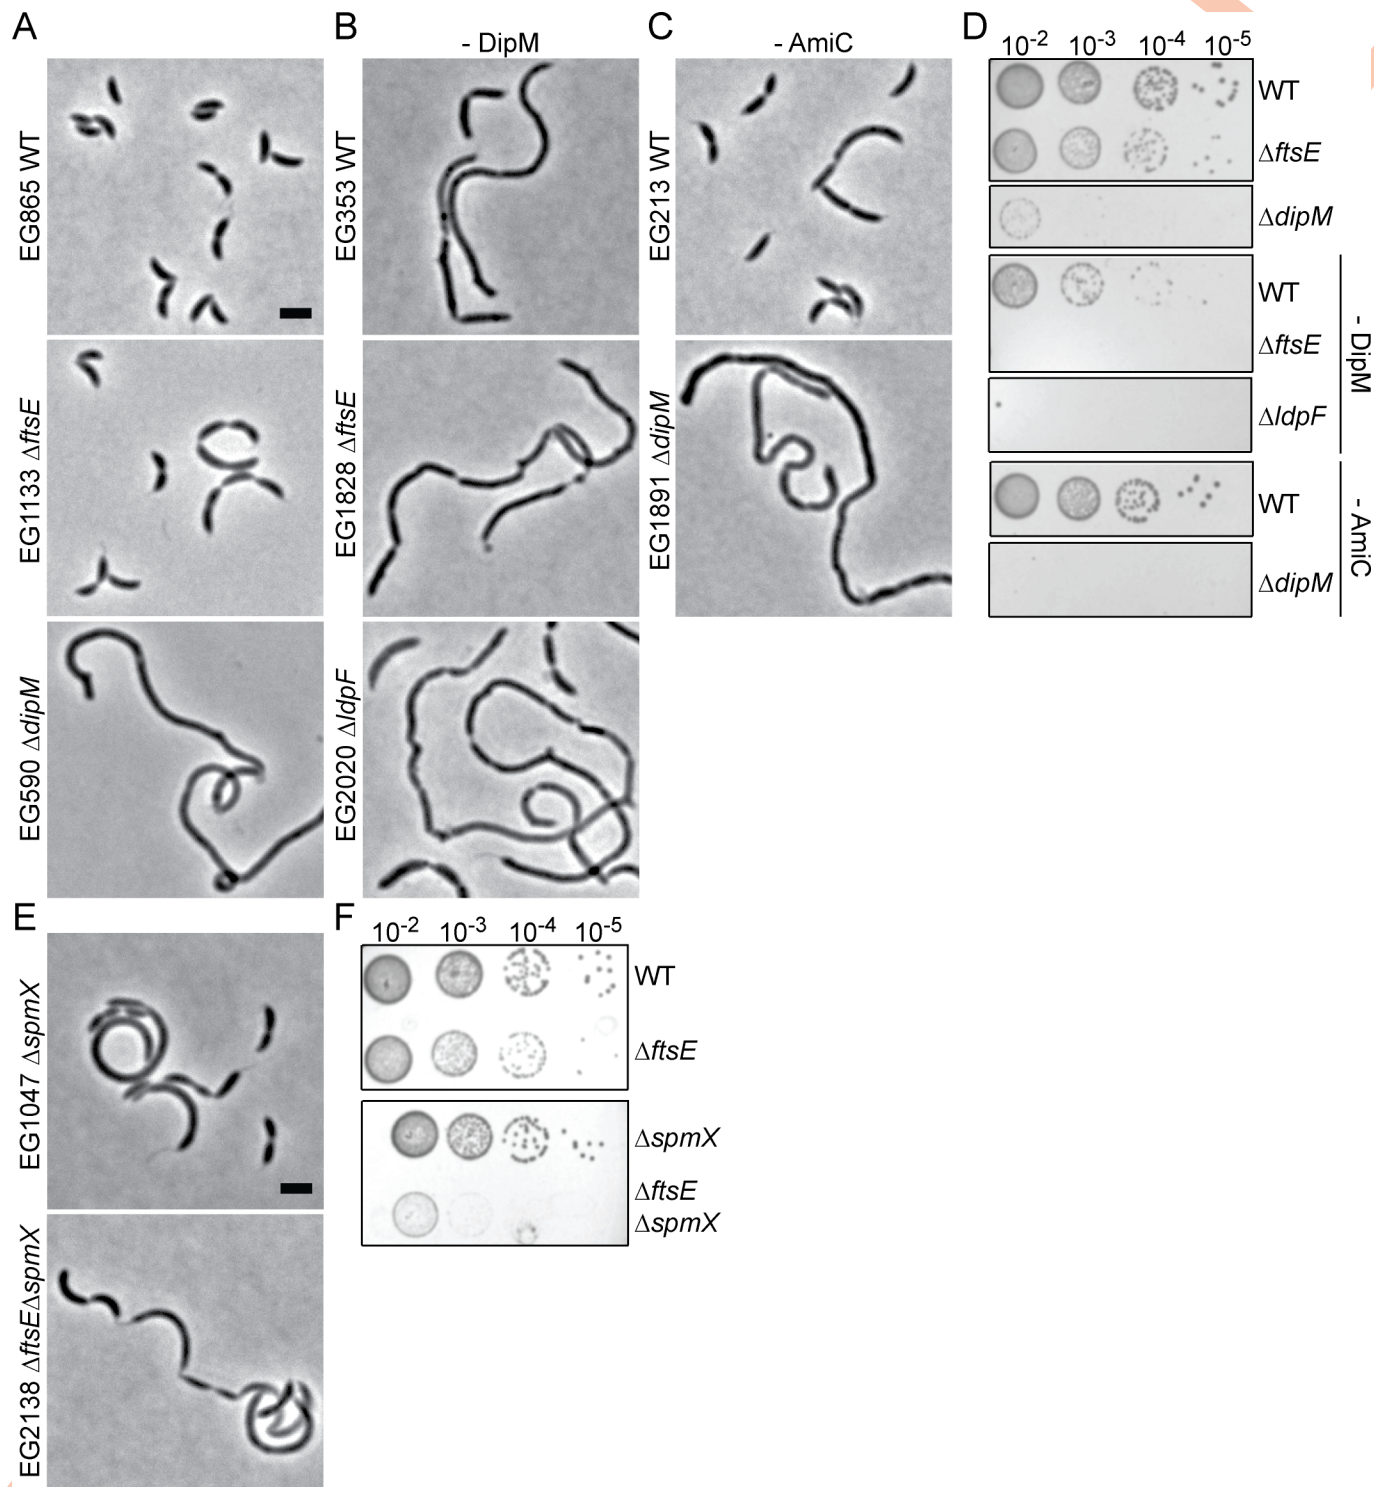 A
EG865 WT
EG1133 ΔftsE
EG590 ΔdipM
B
- DipM
EG353 WT
EG1828 ΔftsE
EG2020 ΔldpF
C
- AmiC
EG213 WT
EG1891 ΔdipM
D
10-2 10-3 10-4 10-5
WT
ΔftsE
ΔdipM
WT
ΔftsE
ΔldpF
- DipM
WT
ΔdipM
- AmiC
E
EG1047 ΔspmX
EG2138 ΔftsEΔspmX
F
10-2 10-3 10-4 10-5
WT
ΔftsE
ΔspmX
ΔftsE
ΔspmX